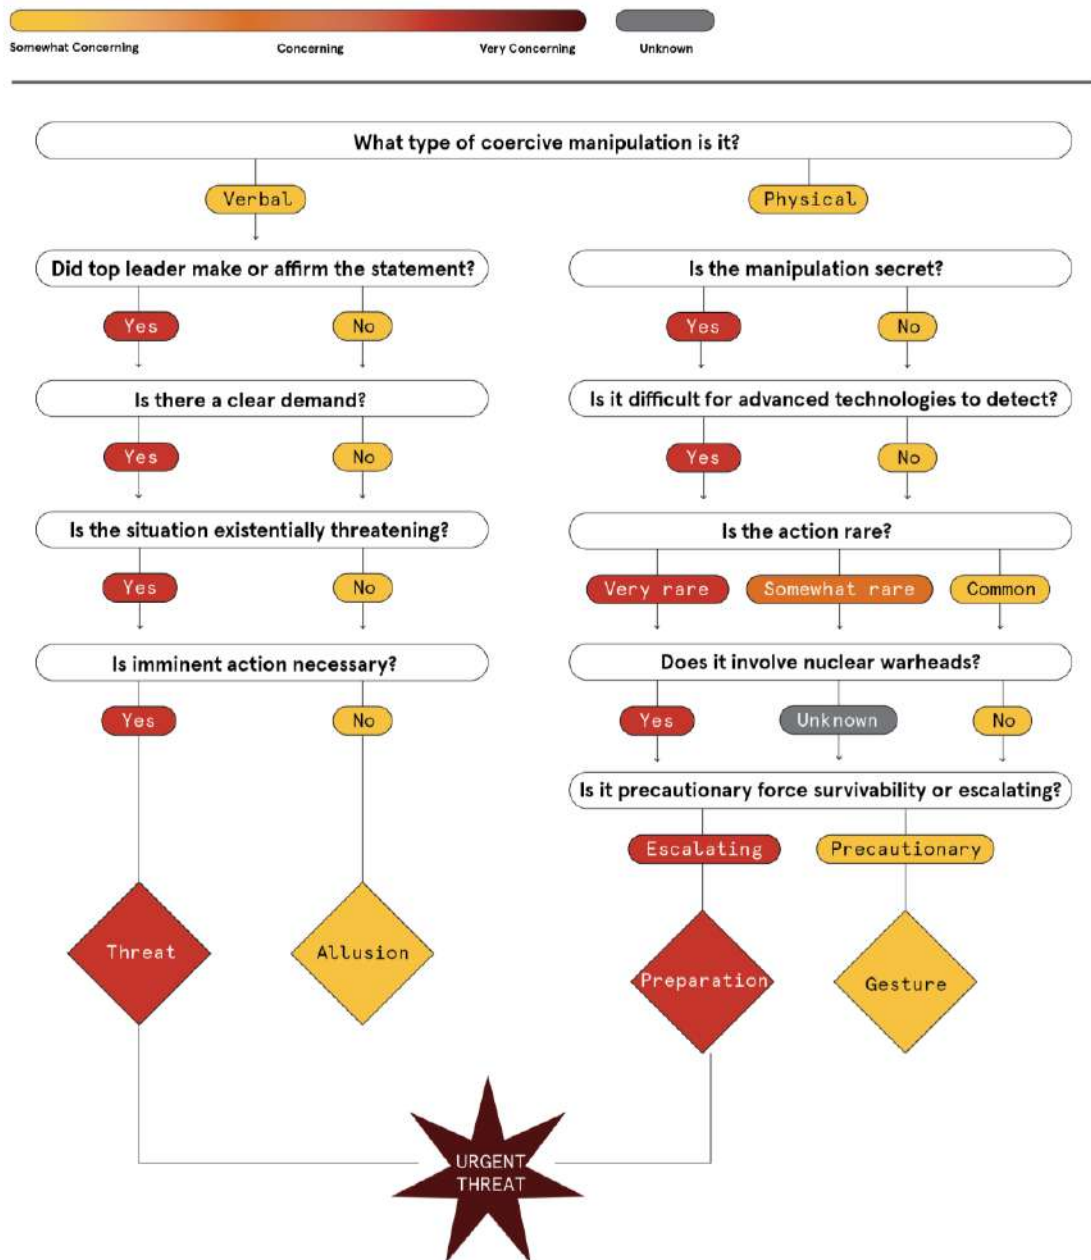 Somewhat Concerning
Concerning
Very Concerning
Unknown
What type of coercive manipulation is it?
Verbal
Physical
Did top leader make or affirm the statement?
Is the manipulation secret?
Yes
No
Yes
No
Is there a clear demand?
Is it difficult for advanced technologies to detect?
Yes
No
Yes
No
Is the situation existentially threatening?
Is the action rare?
Yes
No
Very rare
Somewhat rare
Common
Is imminent action necessary?
Does it involve nuclear warheads?
Yes
No
Yes
Unknown
No
Is it precautionary force survivability or escalating?
Escalating
Precautionary
Threat
Allusion
Preparation
Gesture
URGENT
THREAT